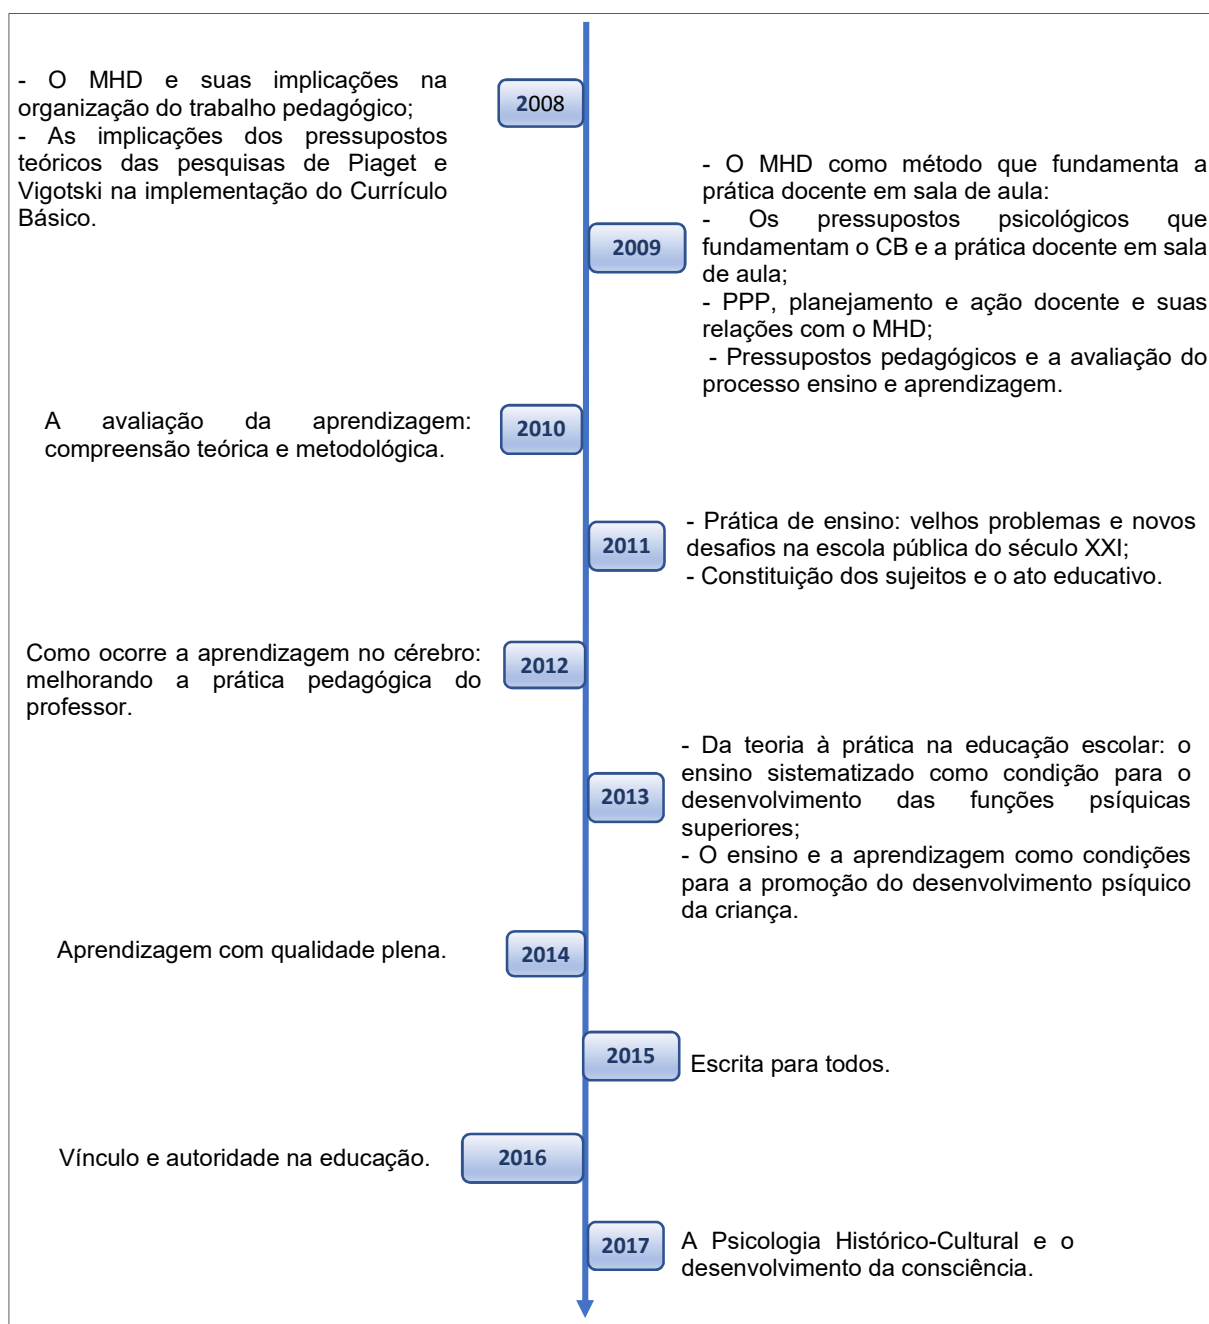 2008
- O MHD e suas implicações na
organização do trabalho pedagógico;
- As implicações dos pressupostos
teóricos das pesquisas de Piaget e
Vigotski na implementação do Currículo
Básico.
2009
- O MHD como método que fundamenta a
prática docente em sala de aula:
- Os pressupostos psicológicos que
fundamentam o CB e a prática docente em sala
de aula;
- PPP, planejamento e ação docente e suas
relações com o MHD;
- Pressupostos pedagógicos e a avaliação do
processo ensino e aprendizagem.
2010
A avaliação da aprendizagem:
compreensão teórica e metodológica.
2011
- Prática de ensino: velhos problemas e novos
desafios na escola pública do século XXI;
- Constituição dos sujeitos e o ato educativo.
2012
Como ocorre a aprendizagem no cérebro:
melhorando a prática pedagógica do
professor.
2013
- Da teoria à prática na educação escolar: o
ensino sistematizado como condição para o
desenvolvimento das funções psíquicas
superiores;
- O ensino e a aprendizagem como condições
para a promoção do desenvolvimento psíquico
da criança.
2014
Aprendizagem com qualidade plena.
2015
Escrita para todos.
2016
Vínculo e autoridade na educação.
2017
A Psicologia Histórico-Cultural e o
desenvolvimento da consciência.